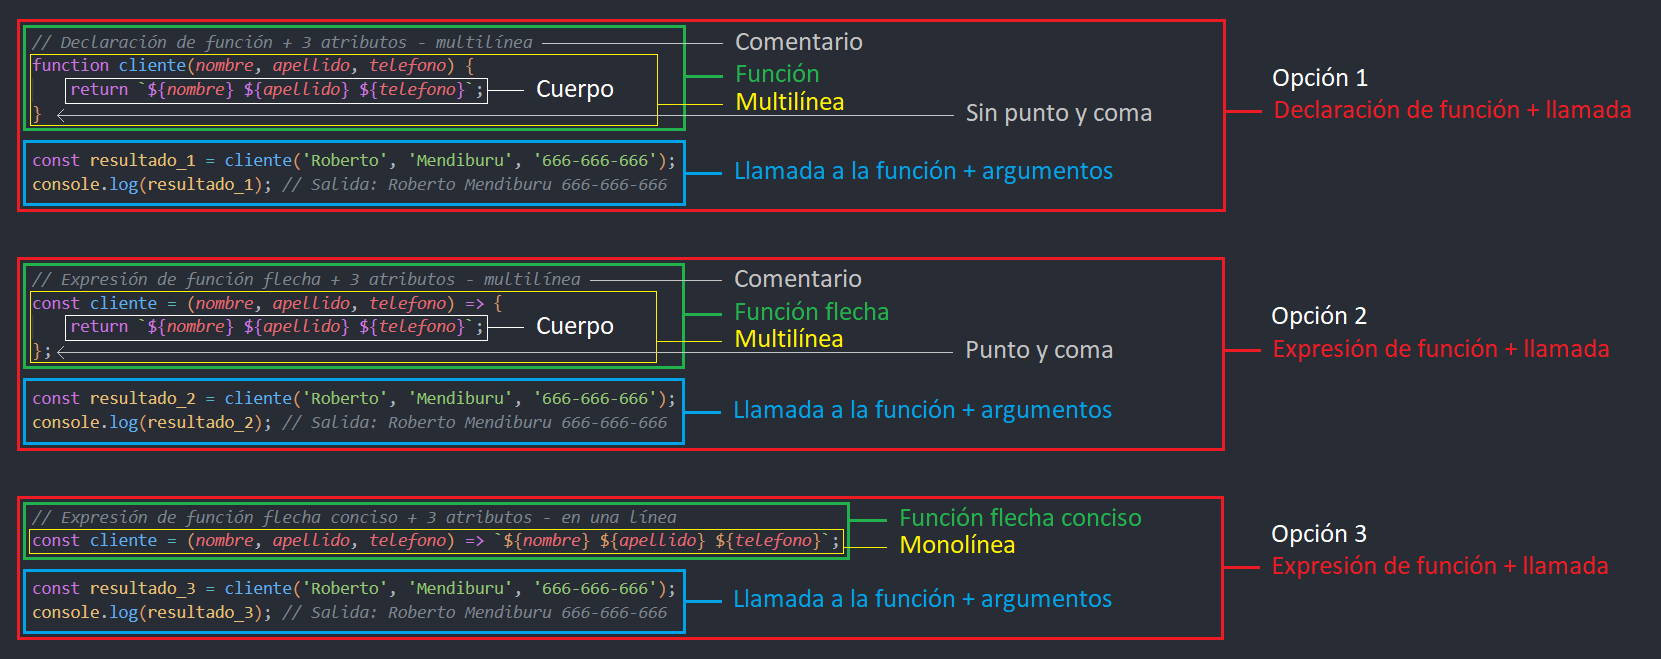 // Declaración de función + 3 atributos - multilínea
Comentario
function cliente(nombre, apellido, telefono) {
Función
return `${nombre} ${apellido} ${telefono}`;
Cuerpo
Multilínea
}
Sin punto y coma
Opción 1
Declaración de función + llamada
const resultado_1 = cliente('Roberto', 'Mendiburu', '666-666-666');
console.log(resultado_1); // Salida: Roberto Mendiburu 666-666-666
Llamada a la función + argumentos
// Expresión de función flecha + 3 atributos - multilínea
Comentario
const cliente = (nombre, apellido, telefono) => {
Función flecha
return `${nombre} ${apellido} ${telefono}`;
Cuerpo
Multilínea
};
Punto y coma
Opción 2
Expresión de función + llamada
const resultado_2 = cliente('Roberto', 'Mendiburu', '666-666-666');
console.log(resultado_2); // Salida: Roberto Mendiburu 666-666-666
Llamada a la función + argumentos
// Expresión de función flecha conciso + 3 atributos - en una línea
Función flecha conciso
const cliente = (nombre, apellido, telefono) => `${nombre} ${apellido} ${telefono}`;
Monolínea
Opción 3
Expresión de función + llamada
const resultado_3 = cliente('Roberto', 'Mendiburu', '666-666-666');
console.log(resultado_3); // Salida: Roberto Mendiburu 666-666-666
Llamada a la función + argumentos